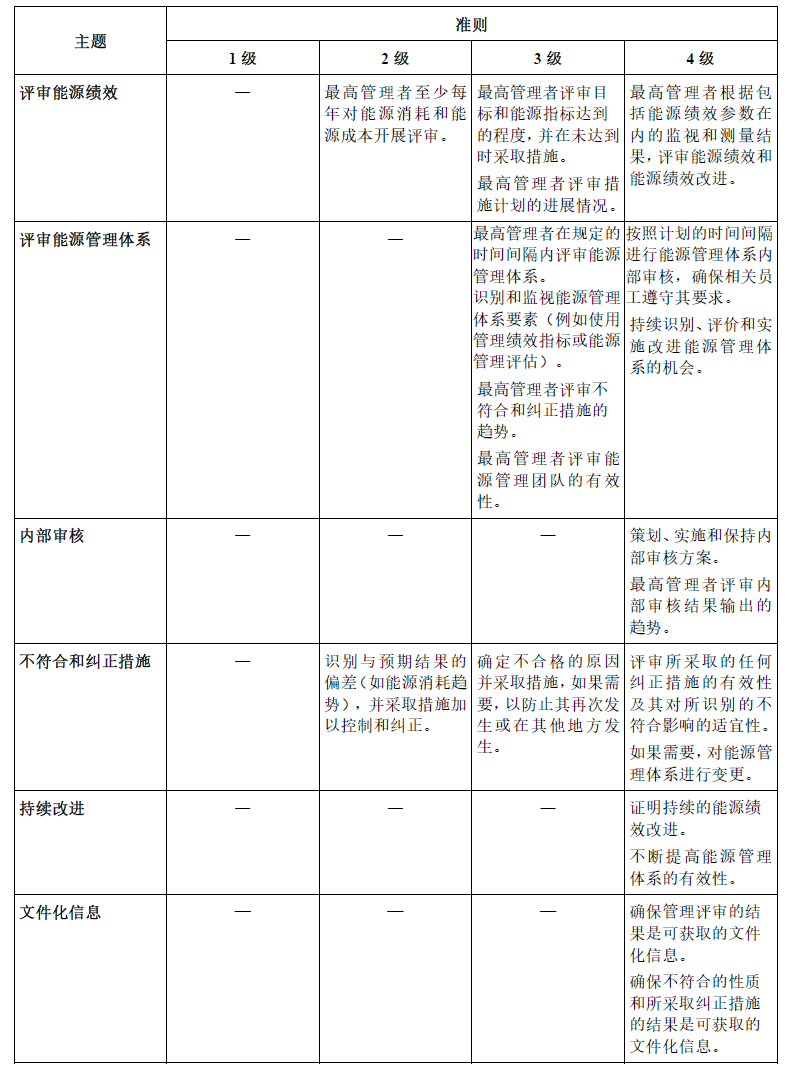 主题
准则
1级
2级
3级
4级
评审能源绩效
—
最高管理者至少每
年对能源消耗和能
源成本开展评审。
最高管理者评审目
标和能源指标达到
的程度,并在未达到
时采取措施。
最高管理者评审措
施计划的进展情况。
最高管理者根据包
括能源绩效参数在
内的监视和测量结
果,评审能源绩效和
能源绩效改进。
评审能源管理体系
—
—
最高管理者在规定的
时间间隔内评审能源
管理体系。
识别和监视能源管理
体系要素(例如使用
管理绩效指标或能源
管理评估)。
最高管理者评审不
符合和纠正措施的
趋势。
最高管理者评审能
源管理团队的有效
性。
按照计划的时间间隔
进行能源管理体系内
部审核,确保相关员
工遵守其要求。
持续识别、评价和实
施改进能源管理体
系的机会。
内部审核
—
—
—
策划、实施和保持内
部审核方案。
最高管理者评审内
部审核结果输出的
趋势。
不符合和纠正措施
—
识别与预期结果的
偏差(如能源消耗趋
势),并采取措施加
以控制和纠正。
确定不合格的原因
并采取措施,如果需
要,以防止其再次发
生或在其他地方发
生。
评审所采取的任何
纠正措施的有效性
及其对所识别的不
符合影响的适宜性。
如果需要,对能源管
理体系进行变更。
持续改进
—
—
—
证明持续的能源绩
效改进。
不断提高能源管理
体系的有效性。
文件化信息
—
—
—
确保管理评审的结
果是可获取的文件
化信息。
确保不符合的性质
和所采取纠正措施
的结果是可获取的
文件化信息。